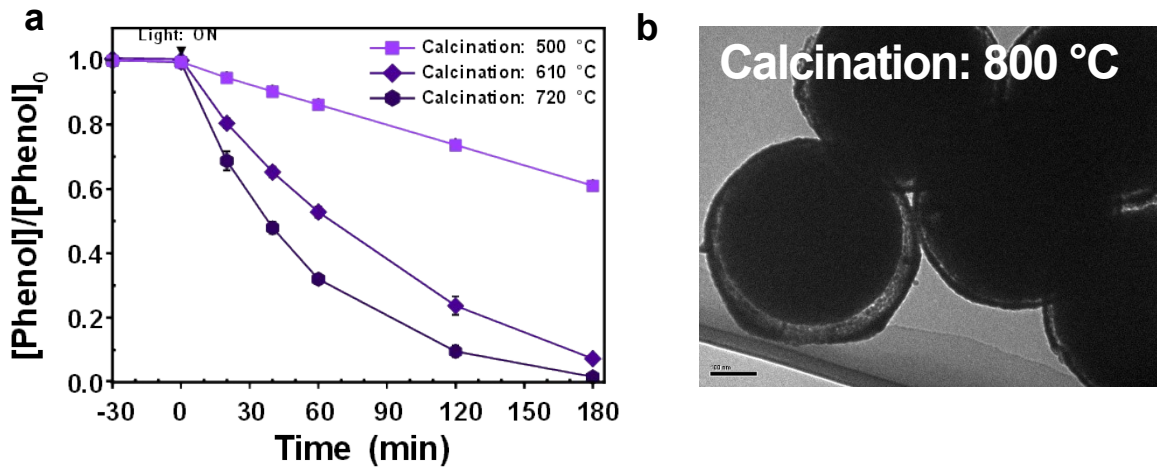 a
Light: ON
Calcination: 500 °C
Calcination: 610 °C
Calcination: 720 °C
[Phenol]/[Phenol]0
1.0
0.8
0.6
0.4
0.2
0.0
-30 0 30 60 90 120 150 180
Time (min)
b
Calcination: 800 °C